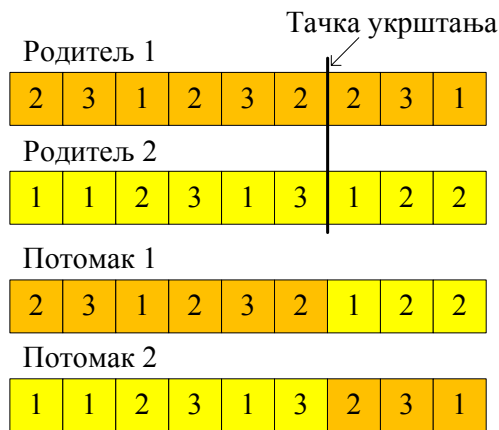 Тачка укрштања
Родитељ 1
2 3 1 2 3 2 2 3 1
Родитељ 2
1 1 2 3 1 3 1 2 2
Потомак 1
2 3 1 2 3 2 1 2 2
Потомак 2
1 1 2 3 1 3 2 3 1